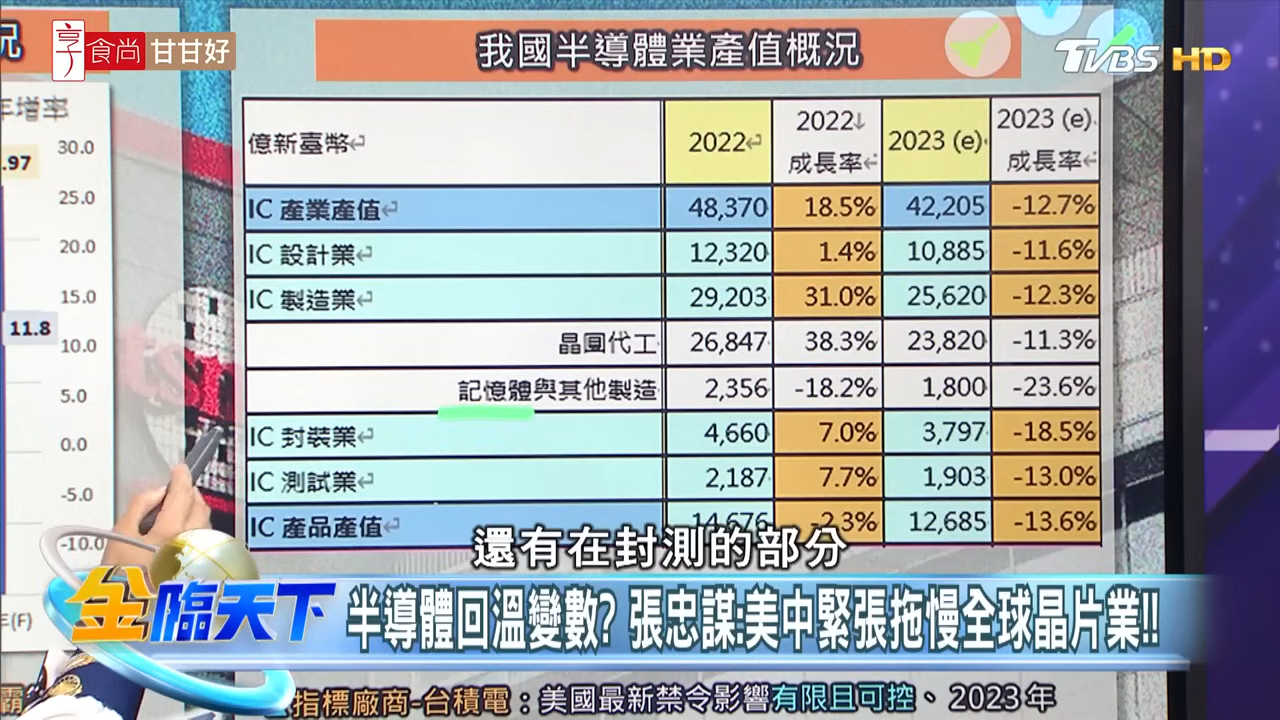 享食尚 甘甘好
TVBS HD
況
我國半導體業產值概況
年增率
億新臺幣 2022 2022成長率 2023 (e) 2023 (e)成長率
IC 產業產值 48,370 18.5% 42,205 -12.7%
IC 設計業 12,320 1.4% 10,885 -11.6%
IC 製造業 29,203 31.0% 25,620 -12.3%
晶圓代工 26,847 38.3% 23,820 -11.3%
記憶體與其他製造 2,356 -18.2% 1,800 -23.6%
IC 封裝業 4,660 7.0% 3,797 -18.5%
IC 測試業 2,187 7.7% 1,903 -13.0%
IC 產品產值 14,676 -2.3% 12,685 -13.6%
.97
11.8
30.0
25.0
20.0
15.0
10.0
5.0
0.0
-5.0
-10.0
年(F)
還有在封測的部分
金臨天下
半導體回溫變數? 張忠謀:美中緊張拖慢全球晶片業!!
指標廠商-台積電:美國最新禁令影響有限且可控、2023年